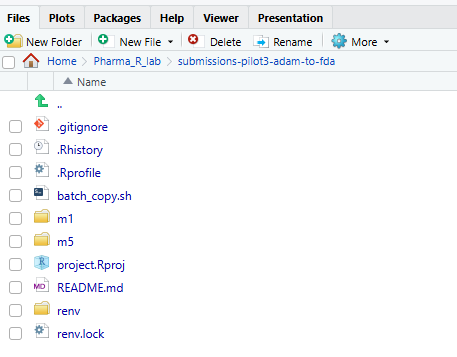 Files Plots Packages Help Viewer Presentation
New Folder New File Delete Rename More
Home Pharma_R_lab submissions-pilot3-adam-to-fda
Name
..
.gitignore
.Rhistory
.Rprofile
batch_copy.sh
m1
m5
project.Rproj
MD README.md
renv
renv.lock